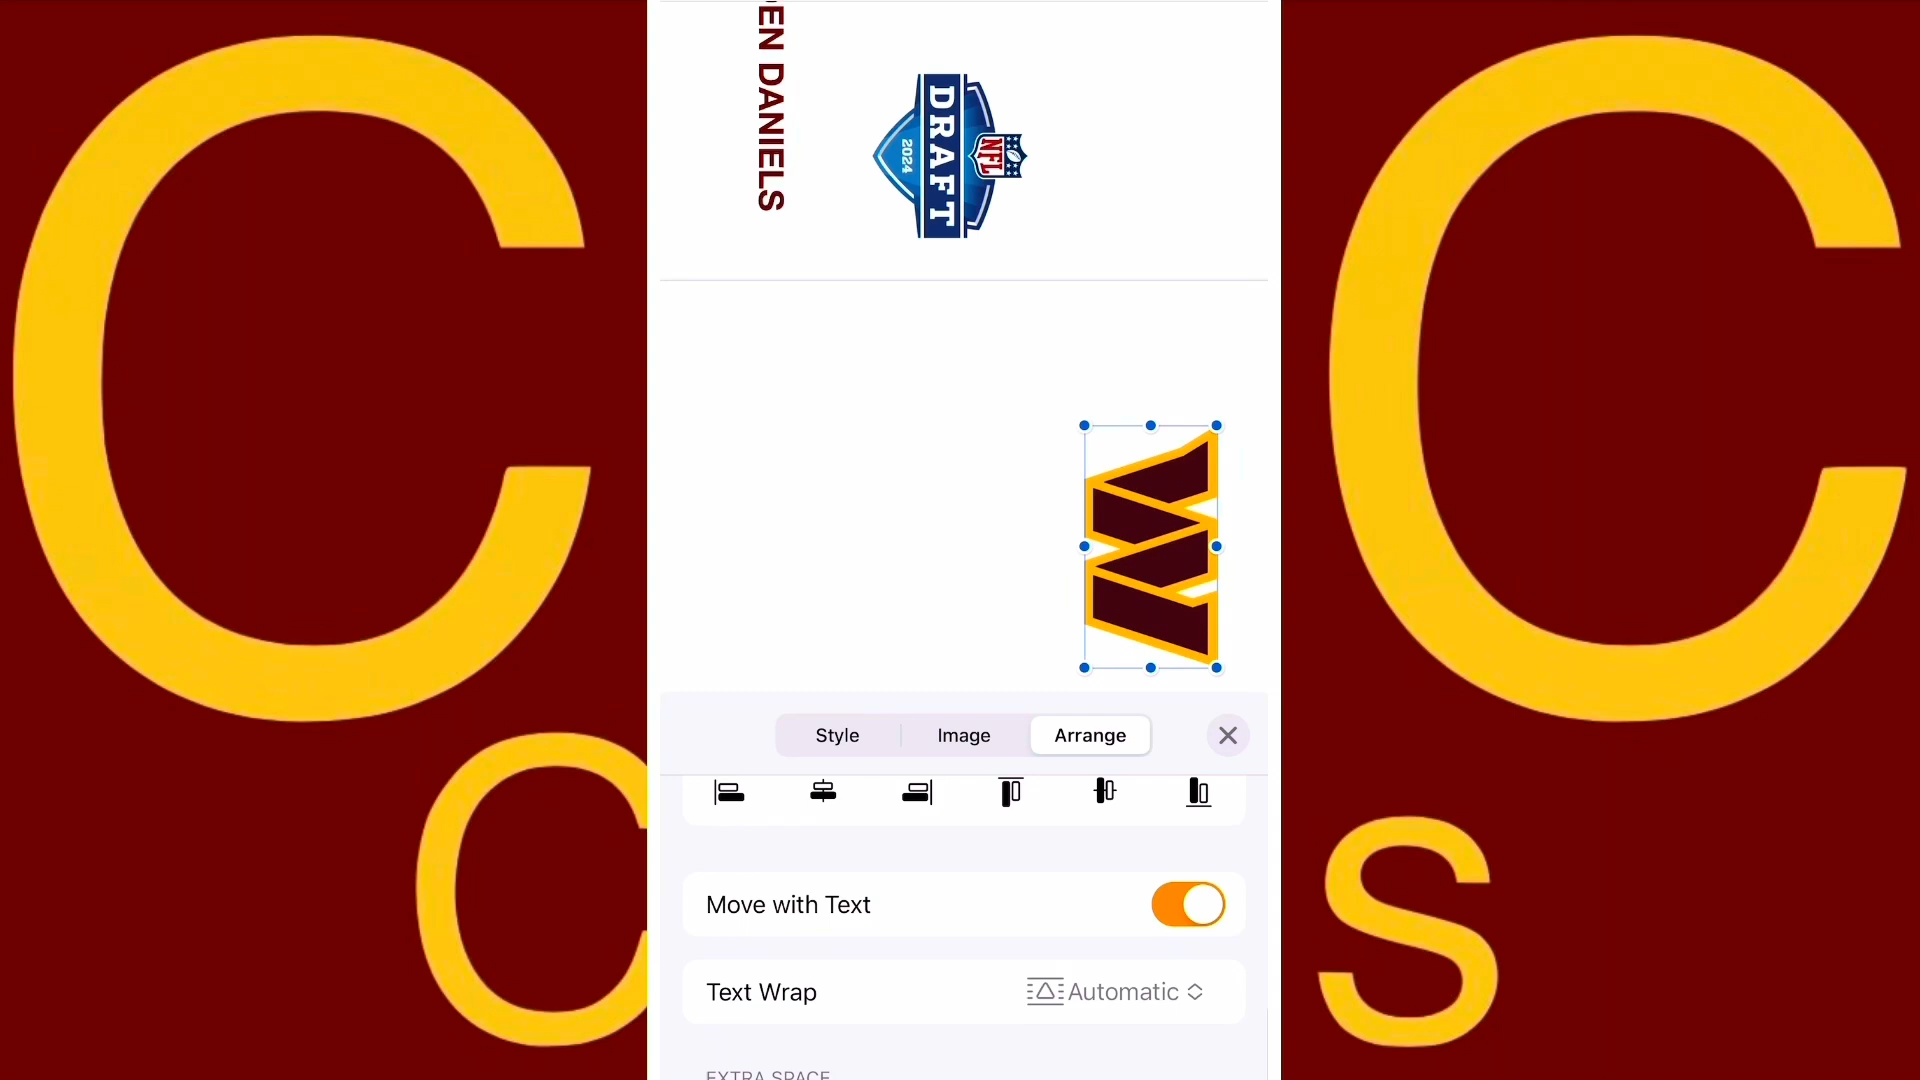 C
C
EN DANIELS
DRAFT
2024
NFL
W
Style
Image
Arrange
Move with Text
Text Wrap
Automatic
EXTRA SPACE
C
s